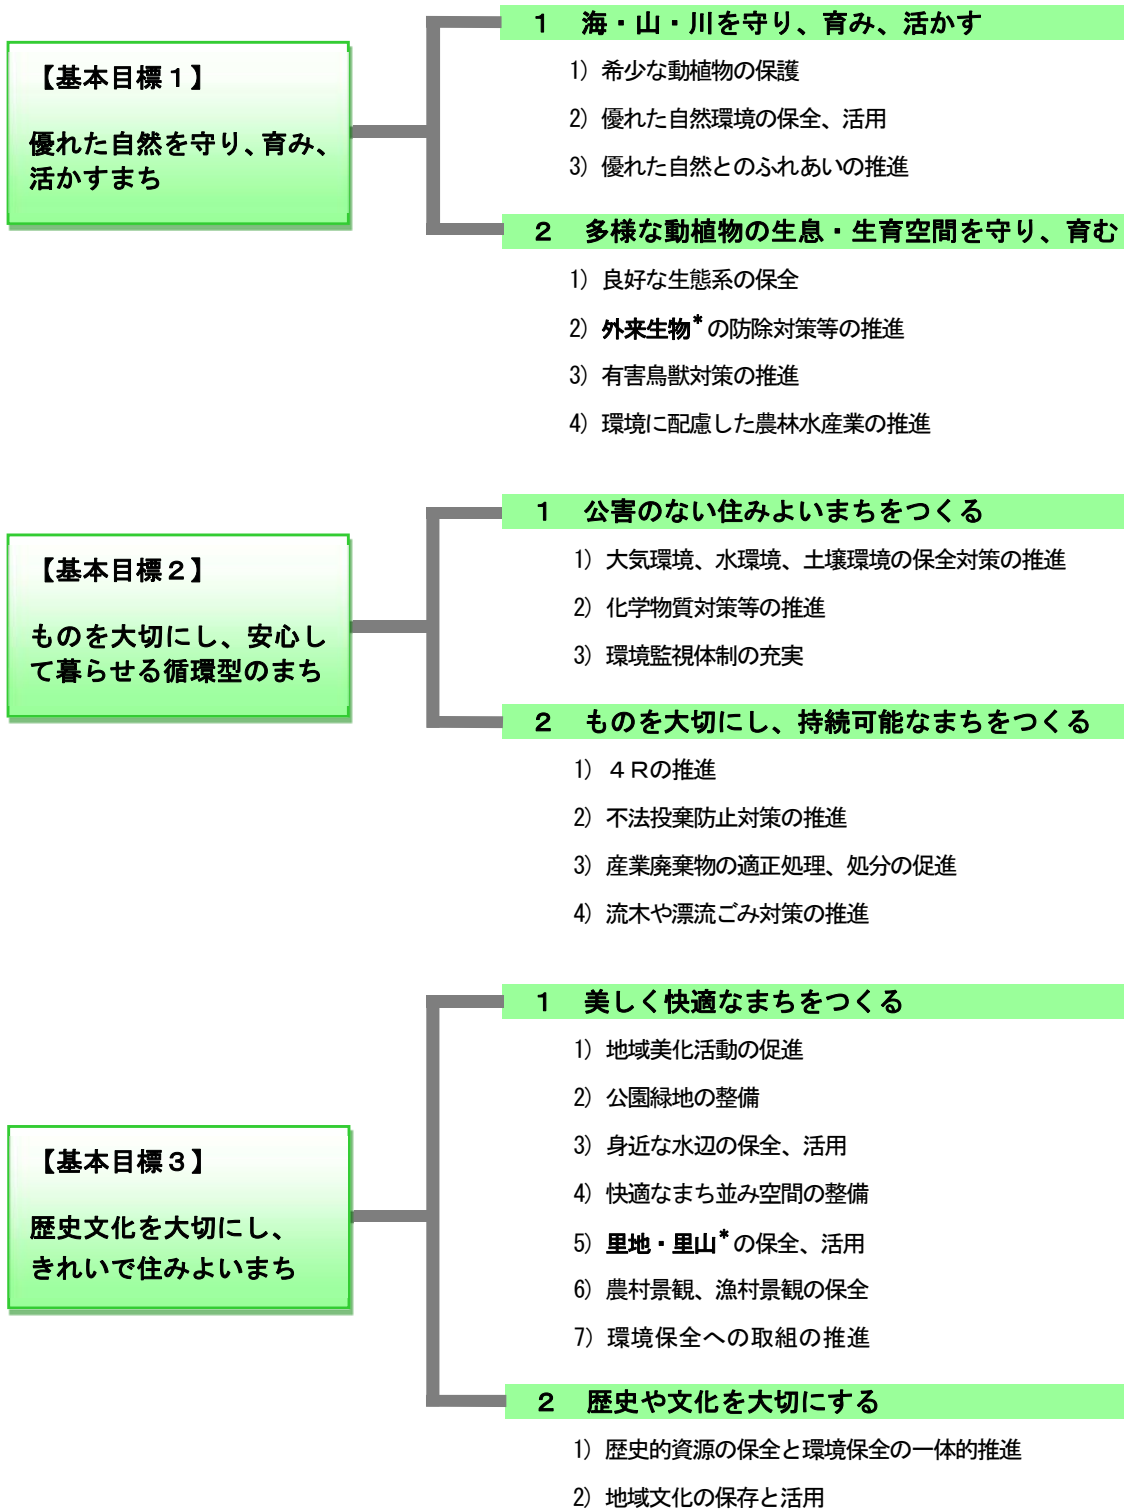 【基本目標１】
優れた自然を守り、育み、
活かすまち
１　海・山・川を守り、育み、活かす
1) 希少な動植物の保護
2) 優れた自然環境の保全、活用
3) 優れた自然とのふれあいの推進
２　多様な動植物の生息・生育空間を守り、育む
1) 良好な生態系の保全
2) 外来生物*の防除対策等の推進
3) 有害鳥獣対策の推進
4) 環境に配慮した農林水産業の推進
【基本目標２】
ものを大切にし、安心し
て暮らせる循環型のまち
１　公害のない住みよいまちをつくる
1) 大気環境、水環境、土壌環境の保全対策の推進
2) 化学物質対策等の推進
3) 環境監視体制の充実
２　ものを大切にし、持続可能なまちをつくる
1) ４Ｒの推進
2) 不法投棄防止対策の推進
3) 産業廃棄物の適正処理、処分の促進
4) 流木や漂流ごみ対策の推進
【基本目標３】
歴史文化を大切にし、
きれいで住みよいまち
１　美しく快適なまちをつくる
1) 地域美化活動の促進
2) 公園緑地の整備
3) 身近な水辺の保全、活用
4) 快適なまち並み空間の整備
5) 里地・里山*の保全、活用
6) 農村景観、漁村景観の保全
7) 環境保全への取組の推進
２　歴史や文化を大切にする
1) 歴史的資源の保全と環境保全の一体的推進
2) 地域文化の保存と活用